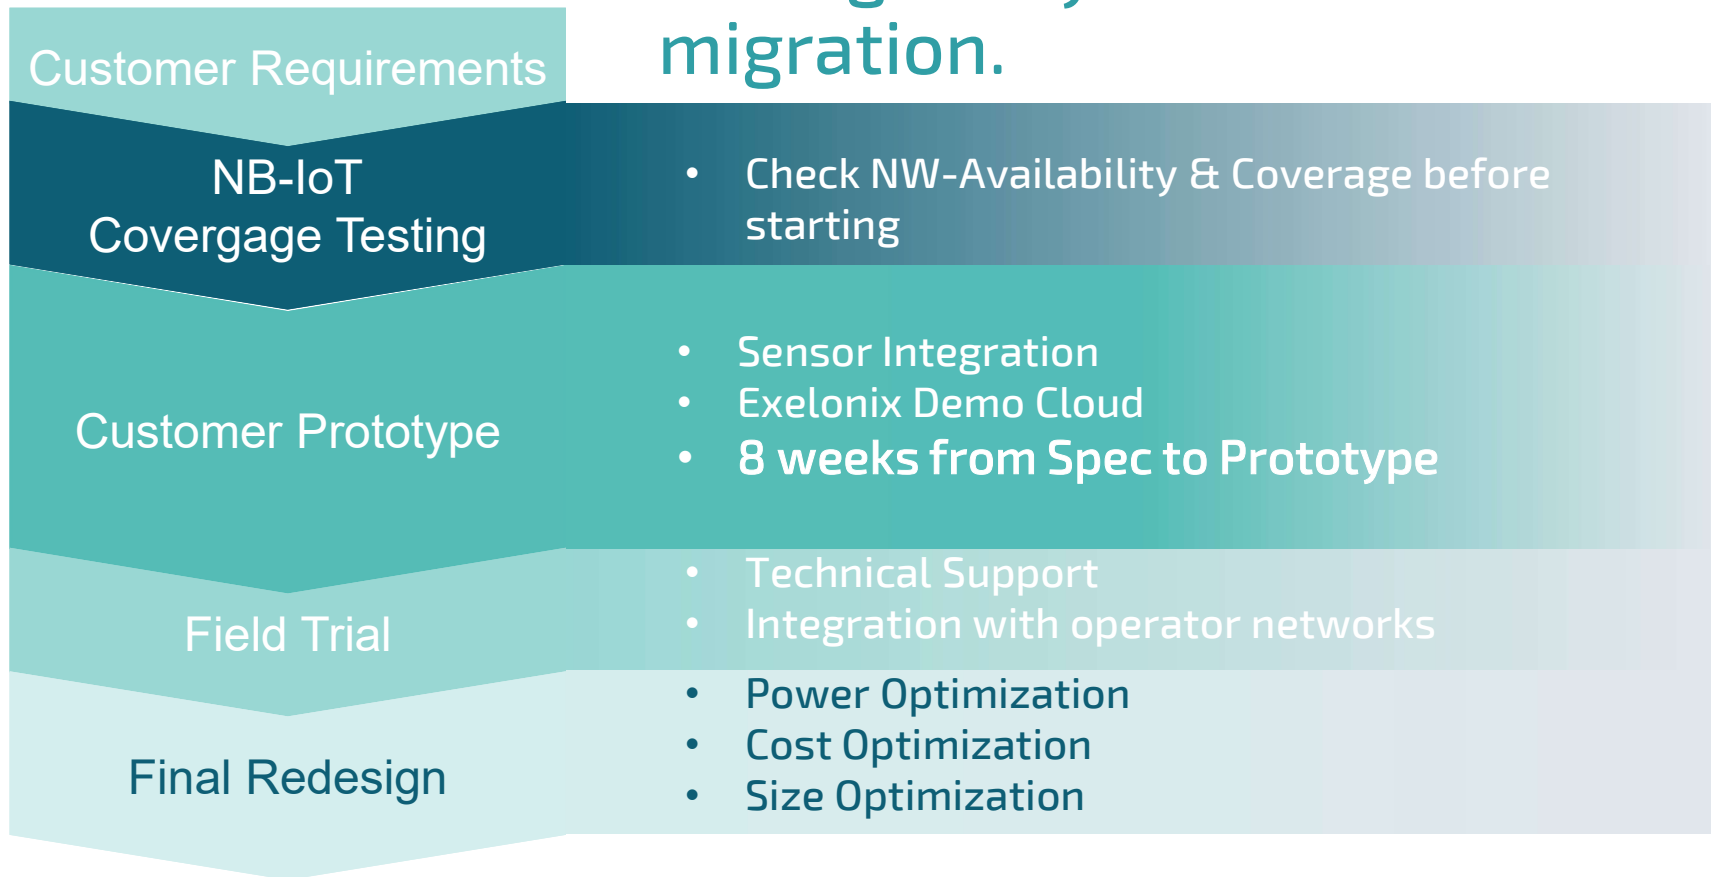 migration.
Customer Requirements
NB-IoT
Covergage Testing
• Check NW-Availability & Coverage before
starting
Customer Prototype
• Sensor Integration
• Exelonix Demo Cloud
• 8 weeks from Spec to Prototype
Field Trial
• Technical Support
• Integration with operator networks
Final Redesign
• Power Optimization
• Cost Optimization
• Size Optimization